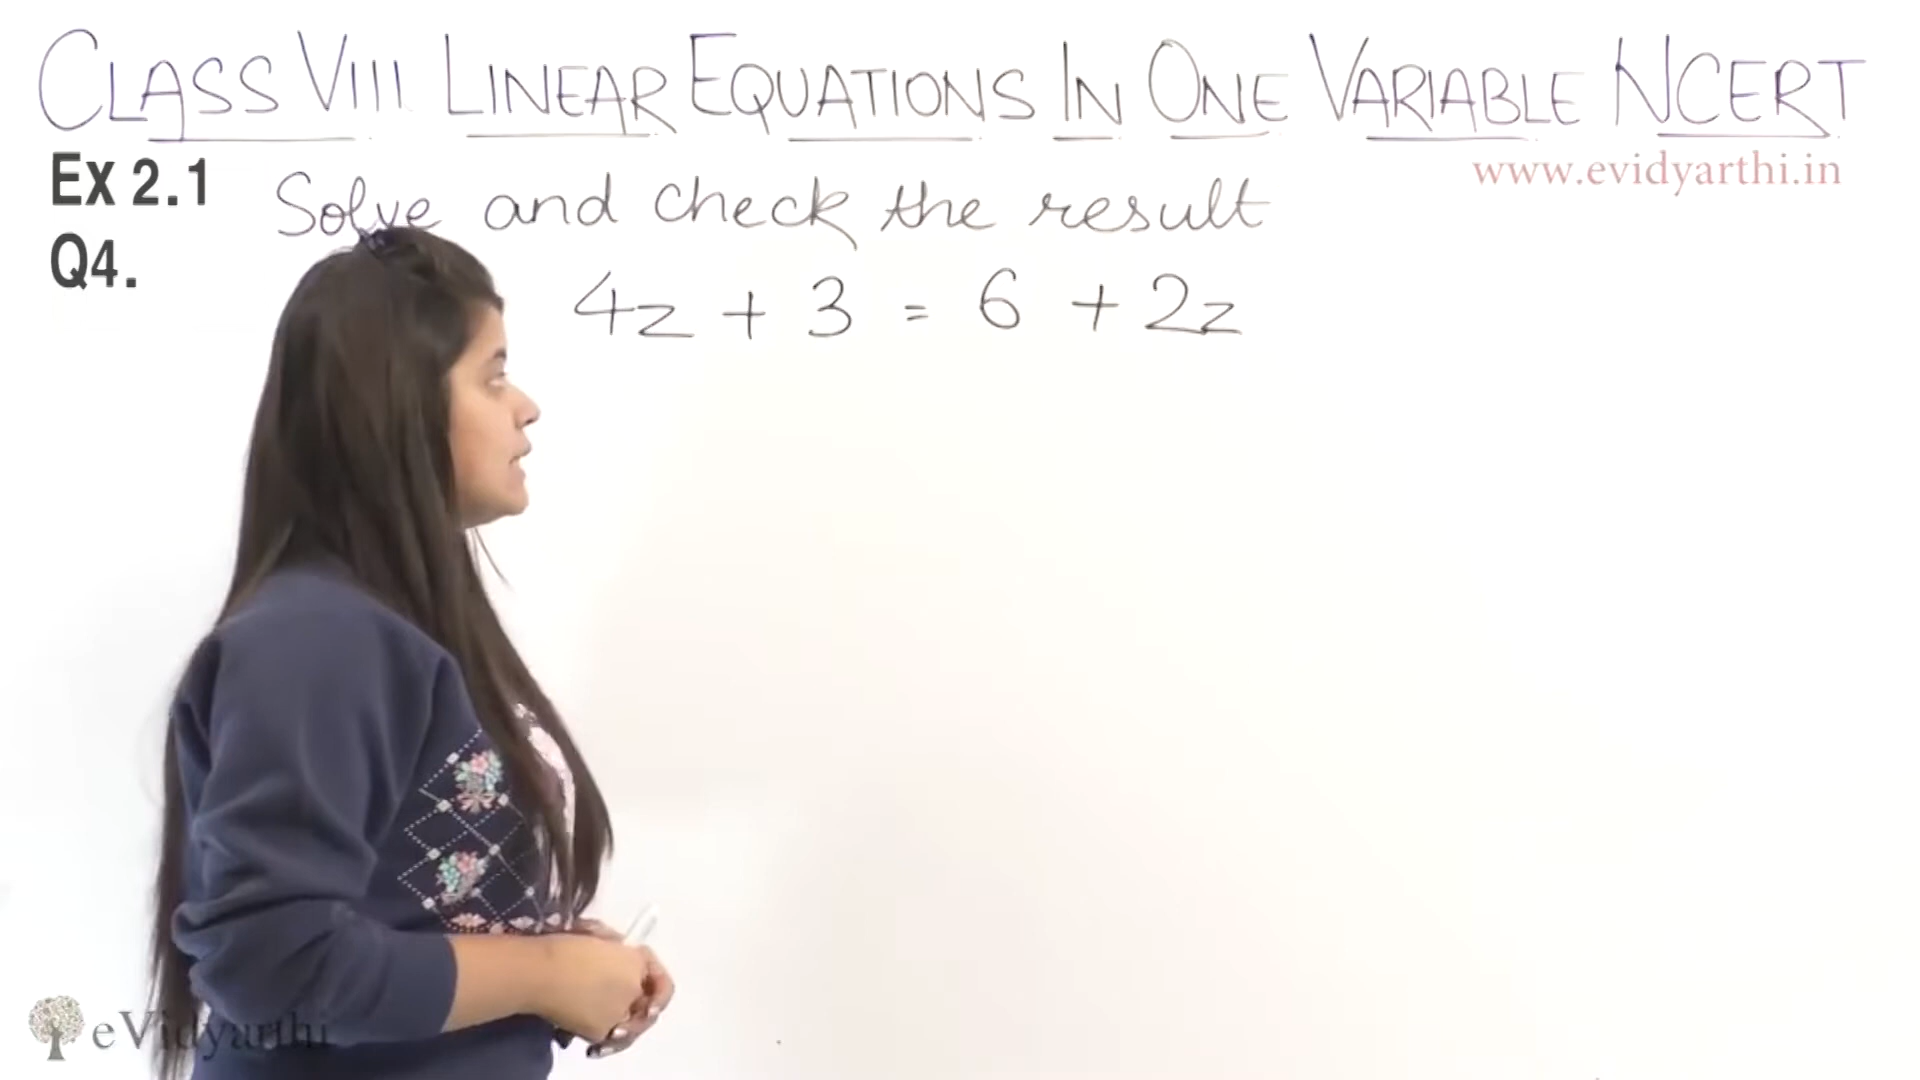 CLASS VIII LINEAR EQUATIONS IN ONE VARIABLE NCERT
www.evidyarthi.in
Ex 2.1
Solve and check the result
Q4.
4z + 3 = 6 + 2z
eVidyarthi